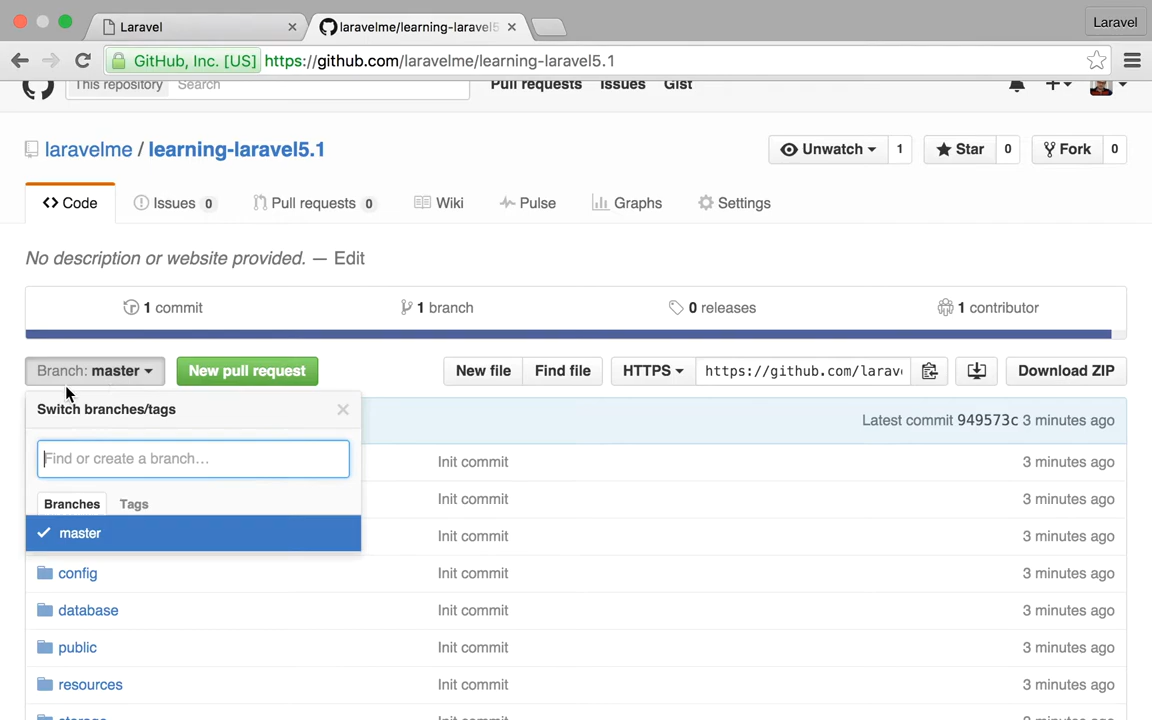 Laravel
laravelme/learning-laravel5
Laravel
GitHub, Inc. [US] https://github.com/laravelme/learning-laravel5.1
This repository Search Pull requests Issues Gist
laravelme / learning-laravel5.1
Unwatch 1 Star 0 Fork 0
Code Issues 0 Pull requests 0 Wiki Pulse Graphs Settings
No description or website provided. — Edit
1 commit 1 branch 0 releases 1 contributor
Branch: master New pull request New file Find file HTTPS https://github.com/larav Download ZIP
Switch branches/tags
Latest commit 949573c 3 minutes ago
Find or create a branch…
Init commit 3 minutes ago
Branches Tags
Init commit 3 minutes ago
master
Init commit 3 minutes ago
config Init commit 3 minutes ago
database Init commit 3 minutes ago
public Init commit 3 minutes ago
resources Init commit 3 minutes ago